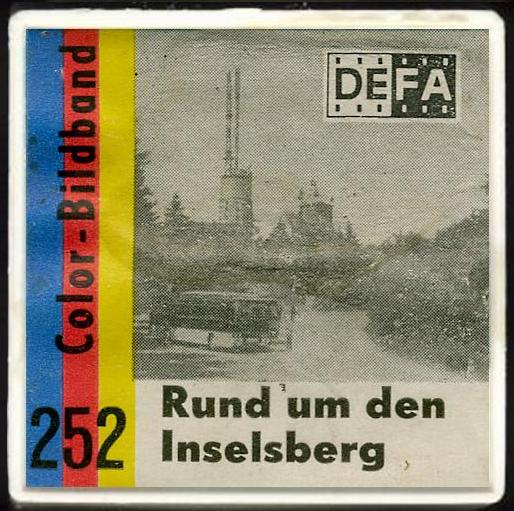 Color-Bildband
252
DEFA
Rund um den
Inselsberg